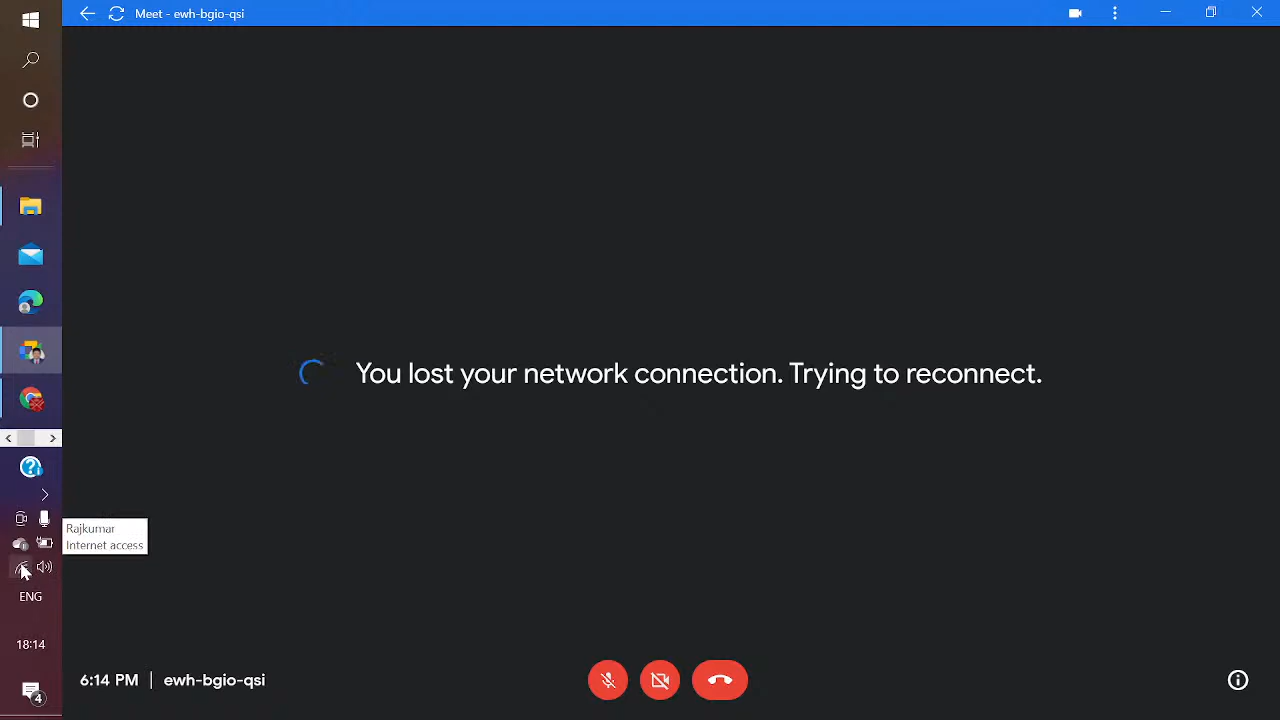 Meet - ewh-bgio-qsi
You lost your network connection. Trying to reconnect.
Rajkumar
Internet access
ENG
18:14
4
6:14 PM | ewh-bgio-qsi